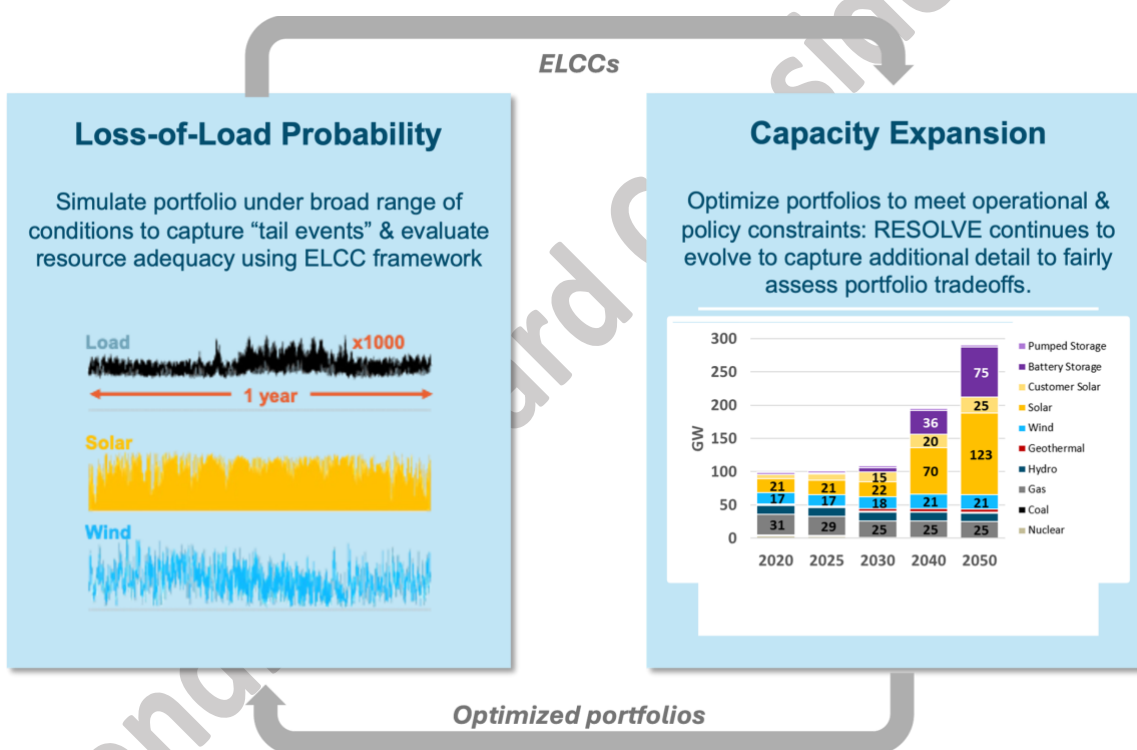 ELCCs
Loss-of-Load Probability
Simulate portfolio under broad range of
conditions to capture “tail events” & evaluate
resource adequacy using ELCC framework
Load
x1000
1 year
Solar
Wind
Capacity Expansion
Optimize portfolios to meet operational &
policy constraints: RESOLVE continues to
evolve to capture additional detail to fairly
assess portfolio tradeoffs.
GW
300
250
200
150
100
50
0
21
17
31
21
17
29
15
22
18
25
36
20
70
21
25
75
25
123
21
25
2020 2025 2030 2040 2050
Pumped Storage
Battery Storage
Customer Solar
Solar
Wind
Geothermal
Hydro
Gas
Coal
Nuclear
Optimized portfolios